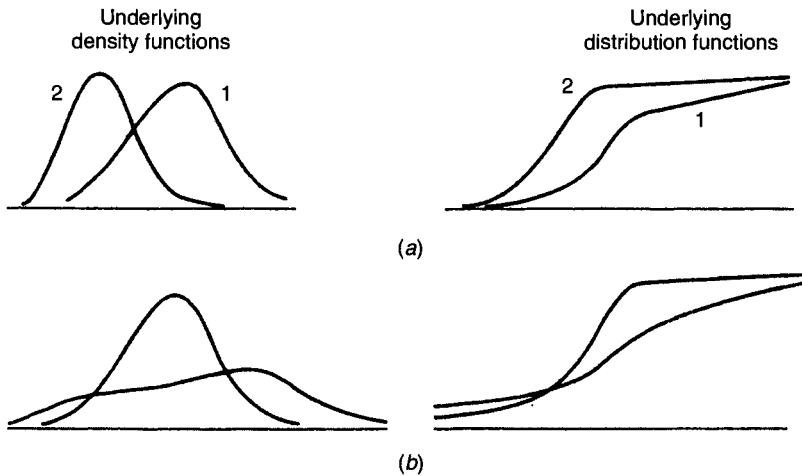 Underlying
density functions
Underlying
distribution functions
2
1
2
1
(a)
(b)